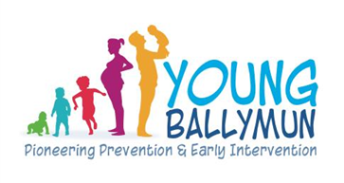 YOUNG
BALLYMUN
Pioneering Prevention & Early Intervention